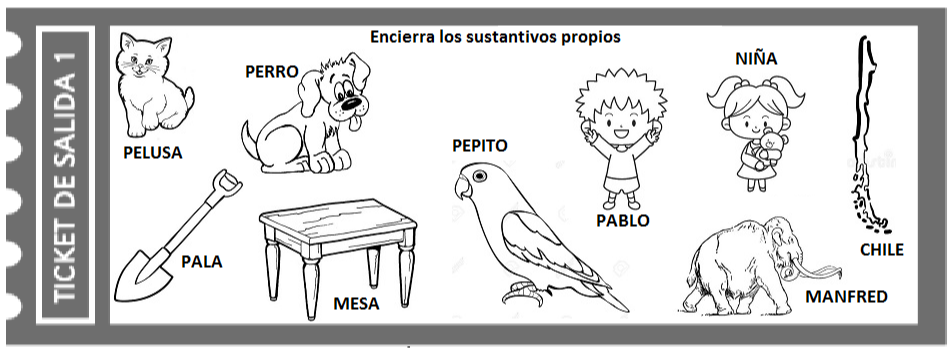 TICKET DE SALIDA 1
Encierra los sustantivos propios
PELUSA
PERRO
PEPITO
PABLO
NIÑA
CHILE
PALA
MESA
MANFRED